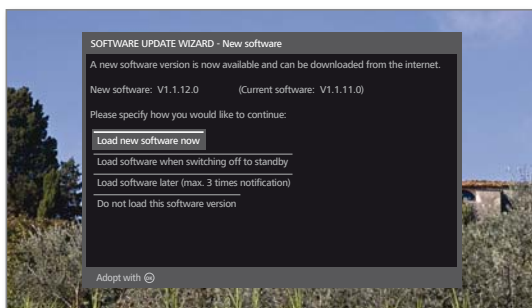 SOFTWARE UPDATE WIZARD - New software
A new software version is now available and can be downloaded from the internet.
New software: V1.1.12.0 (Current software: V1.1.11.0)
Please specify how you would like to continue:
Load new software now
Load software when switching off to standby
Load software later (max. 3 times notification)
Do not load this software version
Adopt with OK